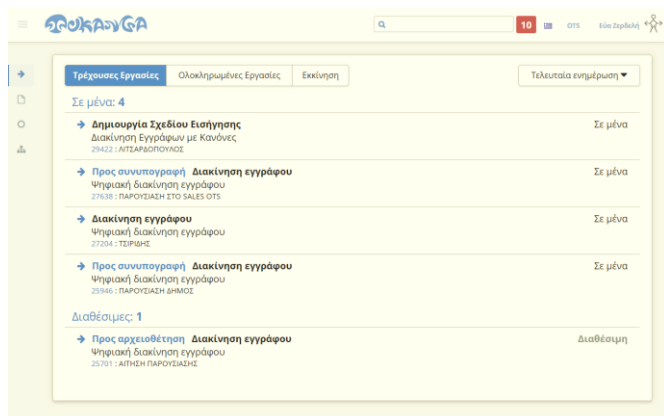 10
OTS
Εύα Ζερδελή
Τρέχουσες Εργασίες
Ολοκληρωμένες Εργασίες
Εκκίνηση
Τελευταία ενημέρωση
Σε μένα: 4
Δημιουργία Σχεδίου Εισήγησης
Σε μένα
Διακίνηση Εγγράφων με Κανόνες
29422 : ΛΙΤΣΑΡΔΟΠΟΥΛΟΣ
Προς συνυπογραφή Διακίνηση εγγράφου
Σε μένα
Ψηφιακή διακίνηση εγγράφου
27638 : ΠΑΡΟΥΣΙΑΣΗ ΣΤΟ SALES OTS
Διακίνηση εγγράφου
Σε μένα
Ψηφιακή διακίνηση εγγράφου
27204 : ΤΣΙΡΙΔΗΣ
Προς συνυπογραφή Διακίνηση εγγράφου
Σε μένα
Ψηφιακή διακίνηση εγγράφου
25946 : ΠΑΡΟΥΣΙΑΣΗ ΔΗΜΟΣ
Διαθέσιμες: 1
Προς αρχειοθέτηση Διακίνηση εγγράφου
Διαθέσιμη
Ψηφιακή διακίνηση εγγράφου
25701 : ΑΙΤΗΣΗ ΠΑΡΟΥΣΙΑΣΗΣ